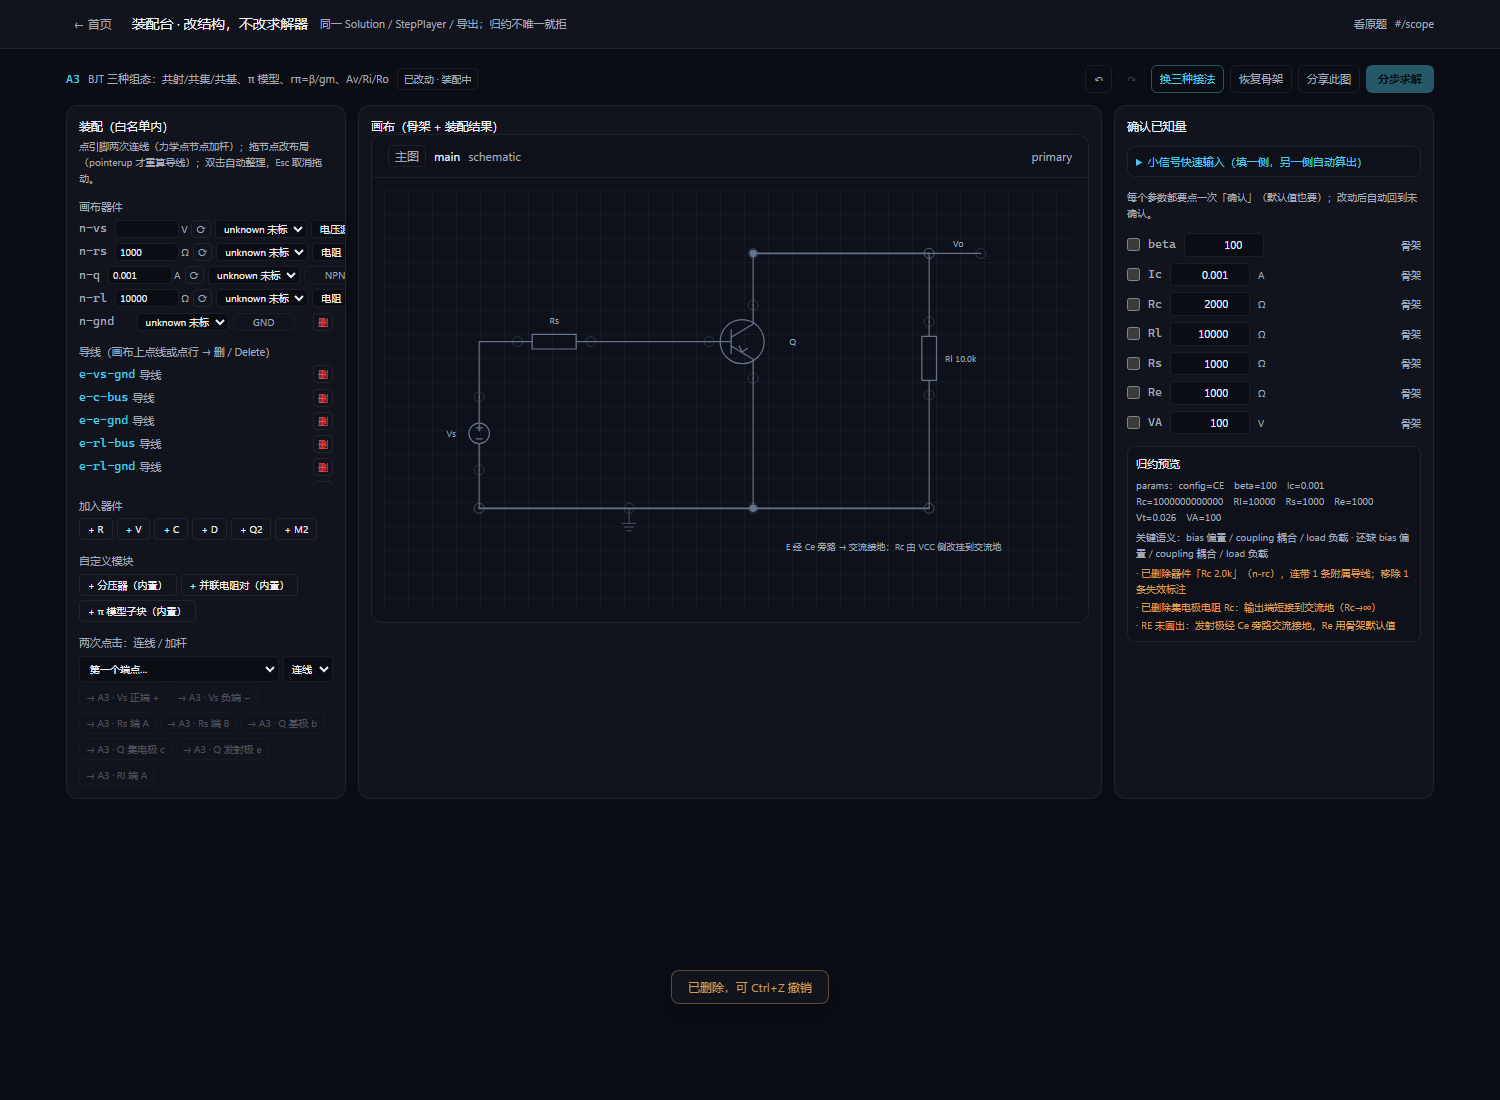 ← 首页 装配台 · 改结构，不改求解器 同一 Solution / StepPlayer / 导出；归约不唯一就拒 看原题 #/scope
A3 BJT 三种组态：共射/共集/共基、π 模型、rπ=β/gm、Av/Ri/Ro 已改动 · 装配中 换三种接法 恢复骨架 分享此图 分步求解
装配（白名单内）
点引脚两次连线（力学点节点加杆）；拖节点改布局
（pointerup 才重算导线）；双击自动整理，Esc 取消拖
动。
画布器件
n-vs V unknown 未标 电压源
n-rs 1000 Ω unknown 未标 电阻
n-q 0.001 A unknown 未标 NPN
n-rl 10000 Ω unknown 未标 电阻
n-gnd unknown 未标 GND 删
导线（画布上点线或点行 → 删 / Delete）
e-vs-gnd 导线 删
e-c-bus 导线 删
e-e-gnd 导线 删
e-rl-bus 导线 删
e-rl-gnd 导线 删
加入器件
+ R + V + C + D + Q2 + M2
自定义模块
+ 分压器（内置） + 并联电阻对（内置）
+ π 模型子块（内置）
两次点击：连线 / 加杆
第一个端点... 连线
→ A3 · Vs 正端 + → A3 · Vs 负端 −
→ A3 · Rs 端 A → A3 · Rs 端 B → A3 · Q 基极 b
→ A3 · Q 集电极 c → A3 · Q 发射极 e
→ A3 · Rl 端 A
画布（骨架 + 装配结果）
主图 main schematic primary
Vo
Rs
Q
Rl 10.0k
Vs
E 经 Ce 旁路 → 交流接地；Rc 由 VCC 侧改挂到交流地
确认已知量
▶ 小信号快速输入（填一侧，另一侧自动算出）
每个参数都要点一次「确认」（默认值也要）；改动后自动回到未
确认。
beta 100 骨架
Ic 0.001 A 骨架
Rc 2000 Ω 骨架
Rl 10000 Ω 骨架
Rs 1000 Ω 骨架
Re 1000 Ω 骨架
VA 100 V 骨架
归约预览
params：config=CE beta=100 Ic=0.001
Rc=1000000000000 Rl=10000 Rs=1000 Re=1000
Vt=0.026 VA=100
关键语义：bias 偏置 / coupling 耦合 / load 负载 · 还缺 bias 偏
置 / coupling 耦合 / load 负载
· 已删除器件「Rc 2.0k」（n-rc），连带 1 条附属导线；移除 1
条失效标注
· 已删除集电极电阻 Rc：输出端短接到交流地（Rc→∞）
· RE 未画出：发射极经 Ce 旁路交流接地，Re 用骨架默认值
已删除，可 Ctrl+Z 撤销